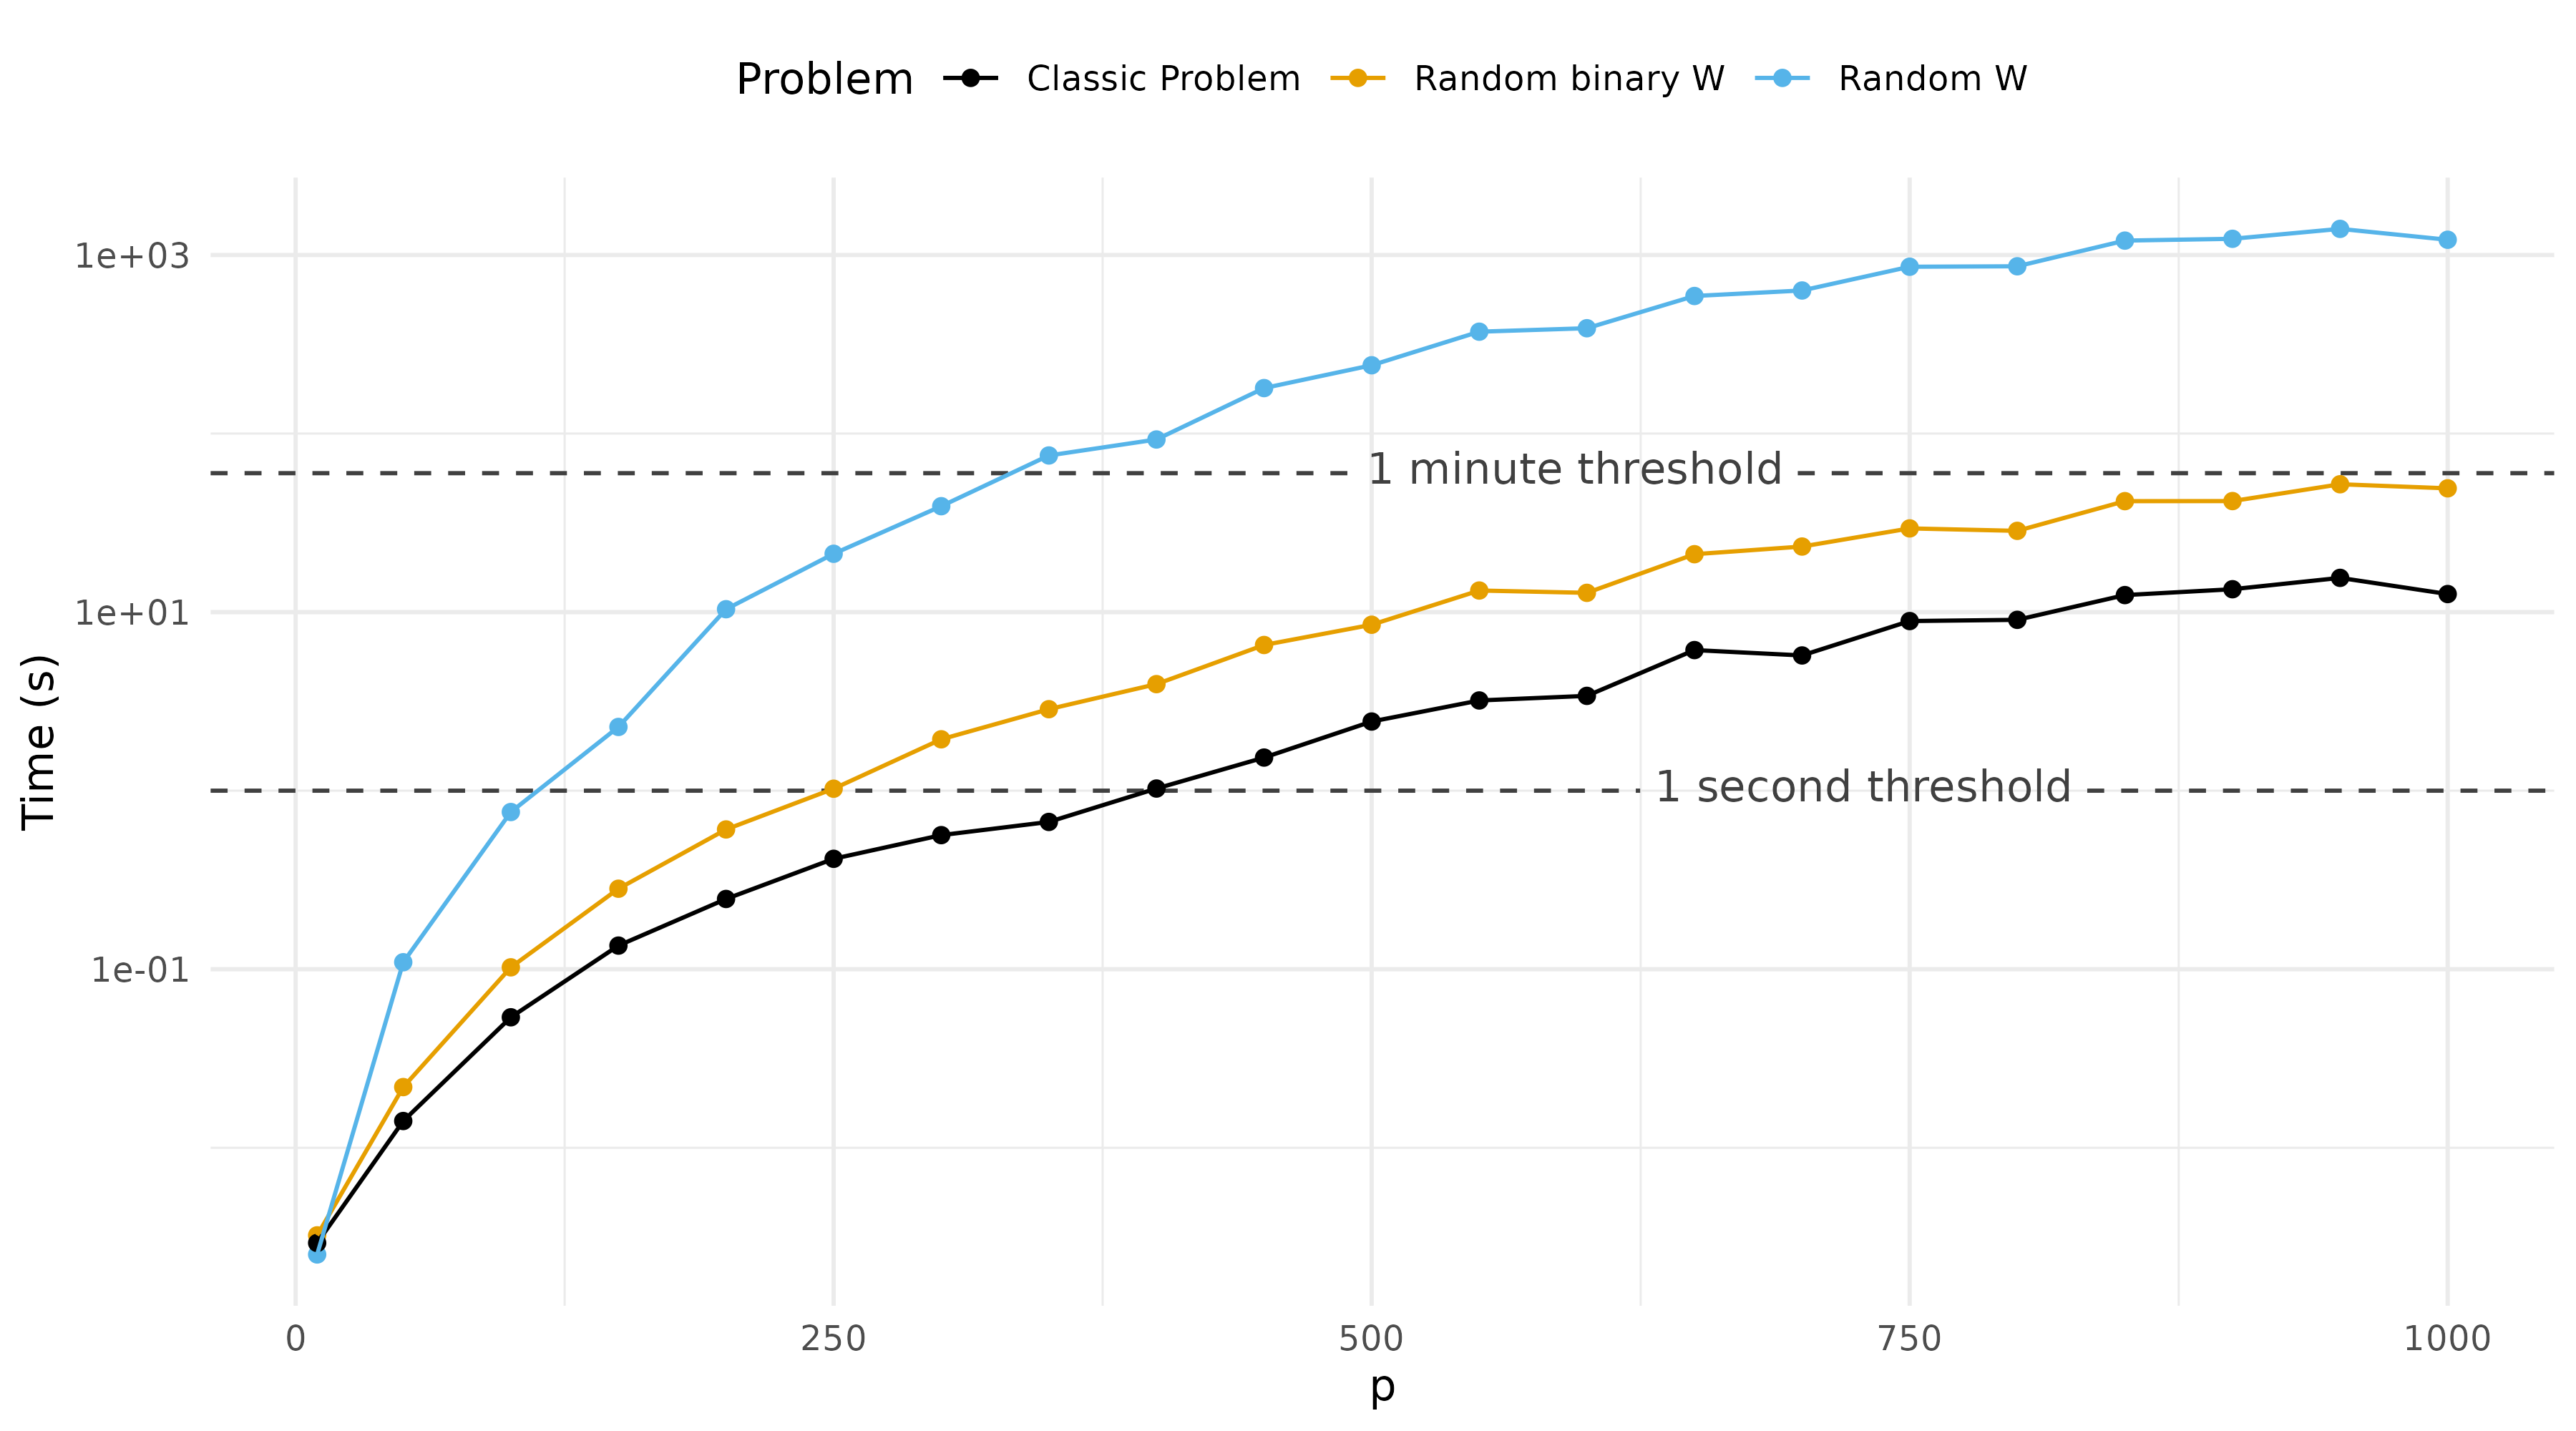 Problem Classic Problem Random binary W Random W
1e+03
1 minute threshold
1e+01
1 second threshold
1e-01
Time (s)
0 250 500 750 1000
p